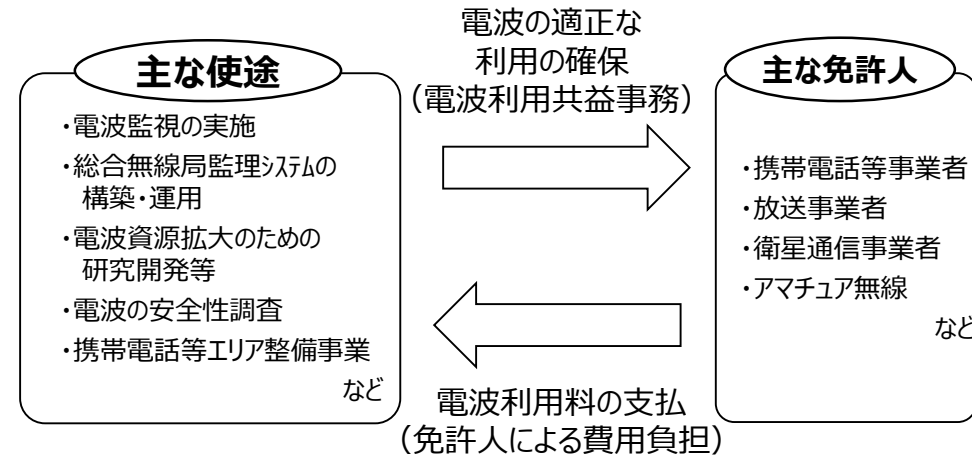 主な使途
・電波監視の実施
・総合無線局監理システムの
構築・運用
・電波資源拡大のための
研究開発等
・電波の安全性調査
・携帯電話等エリア整備事業
など
電波の適正な
利用の確保
（電波利用共益事務）
電波利用料の支払
（免許人による費用負担）
主な免許人
・携帯電話等事業者
・放送事業者
・衛星通信事業者
・アマチュア無線
など